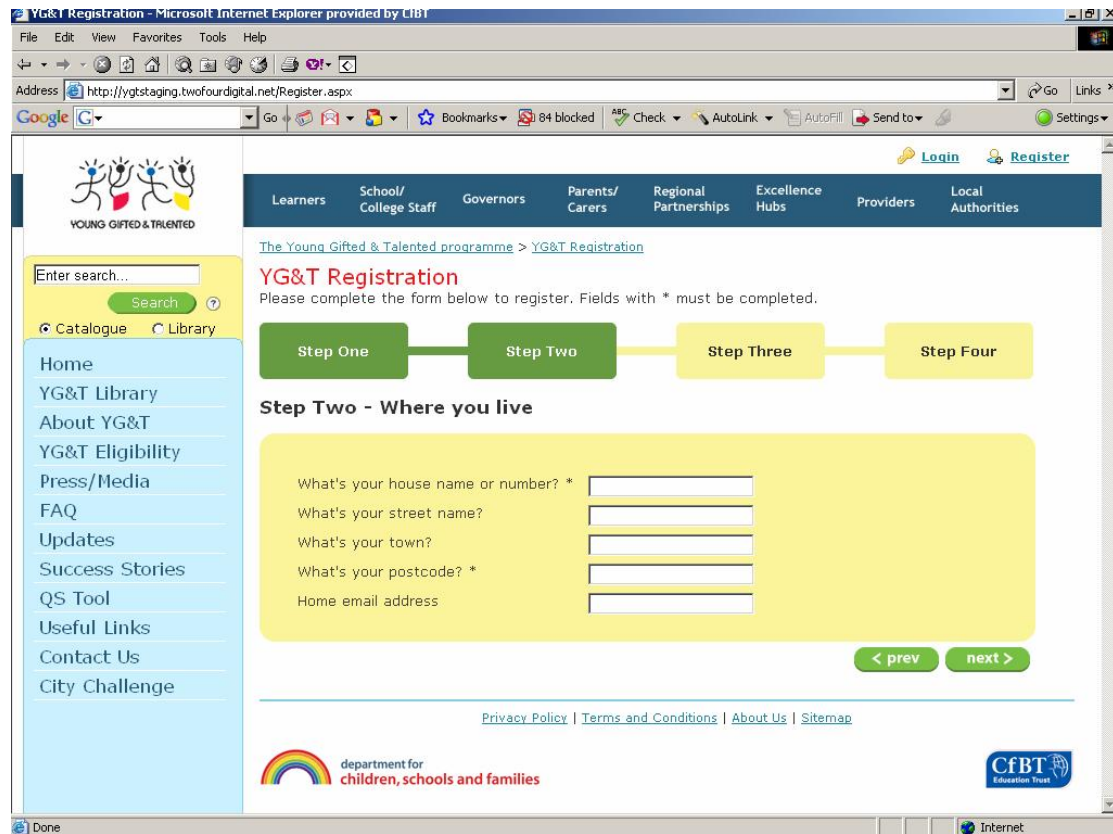 YG&T Registration - Microsoft Internet Explorer provided by CfBT
File Edit View Favorites Tools Help
Address http://ygtstaging.twofourdigital.net/Register.aspx Go Links
Google G Go Bookmarks 84 blocked ABC Check AutoLink AutoFill Send to Settings
Login Register
YOUNG GIFTED & TALENTED
Learners School/ College Staff Governors Parents/ Carers Regional Partnerships Excellence Hubs Providers Local Authorities
The Young Gifted & Talented programme > YG&T Registration
Enter search...
Search ?
Catalogue Library
Home
YG&T Library
About YG&T
YG&T Eligibility
Press/Media
FAQ
Updates
Success Stories
QS Tool
Useful Links
Contact Us
City Challenge
YG&T Registration
Please complete the form below to register. Fields with * must be completed.
Step One Step Two Step Three Step Four
Step Two - Where you live
What's your house name or number? *
What's your street name?
What's your town?
What's your postcode? *
Home email address
< prev next >
Privacy Policy | Terms and Conditions | About Us | Sitemap
department for
children, schools and families
CfBT
Education Trust
Done Internet